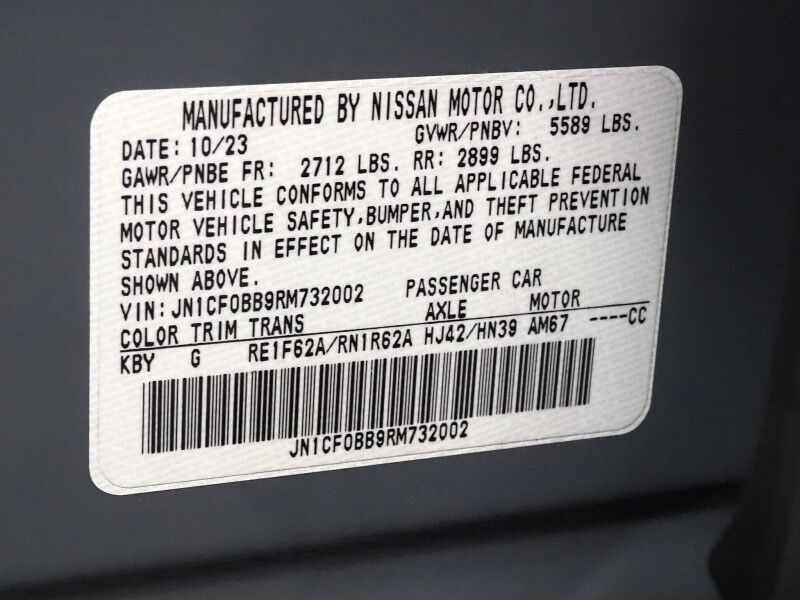 MANUFACTURED BY NISSAN MOTOR CO.,LTD.
DATE: 10/23 GVWR/PNBV: 5589 LBS.
GAWR/PNBE FR: 2712 LBS. RR: 2899 LBS.
THIS VEHICLE CONFORMS TO ALL APPLICABLE FEDERAL
MOTOR VEHICLE SAFETY,BUMPER,AND THEFT PREVENTION
STANDARDS IN EFFECT ON THE DATE OF MANUFACTURE
SHOWN ABOVE.
VIN: JN1CF0BB9RM732002 PASSENGER CAR
COLOR TRIM TRANS AXLE MOTOR
KBY G RE1F62A/RN1R62A HJ42/HN39 AM67 ----CC
JN1CF0BB9RM732002